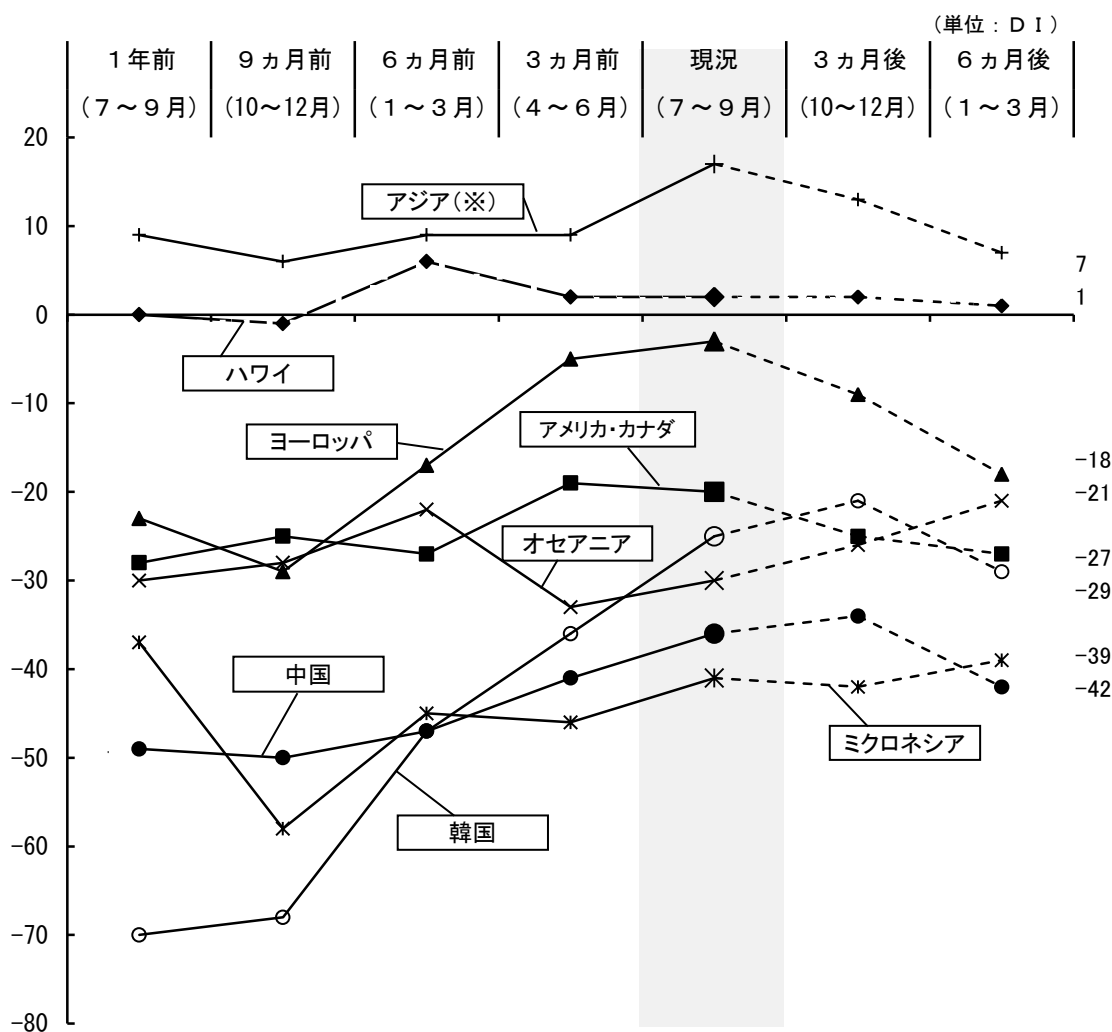 （単位：ＤＩ）
１年前 ９ヵ月前 ６ヵ月前 ３ヵ月前 現況 ３ヵ月後 ６ヵ月後
（７～９月） (10～12月) （１～３月） （４～６月） （７～９月） (10～12月) （１～３月）
20
アジア(※)
10
7
1
0
ハワイ
-10
アメリカ・カナダ
ヨーロッパ
-18
-20
-21
オセアニア
-27
-30
-29
-39
-40
中国
-42
ミクロネシア
-50
韓国
-60
-70
-80